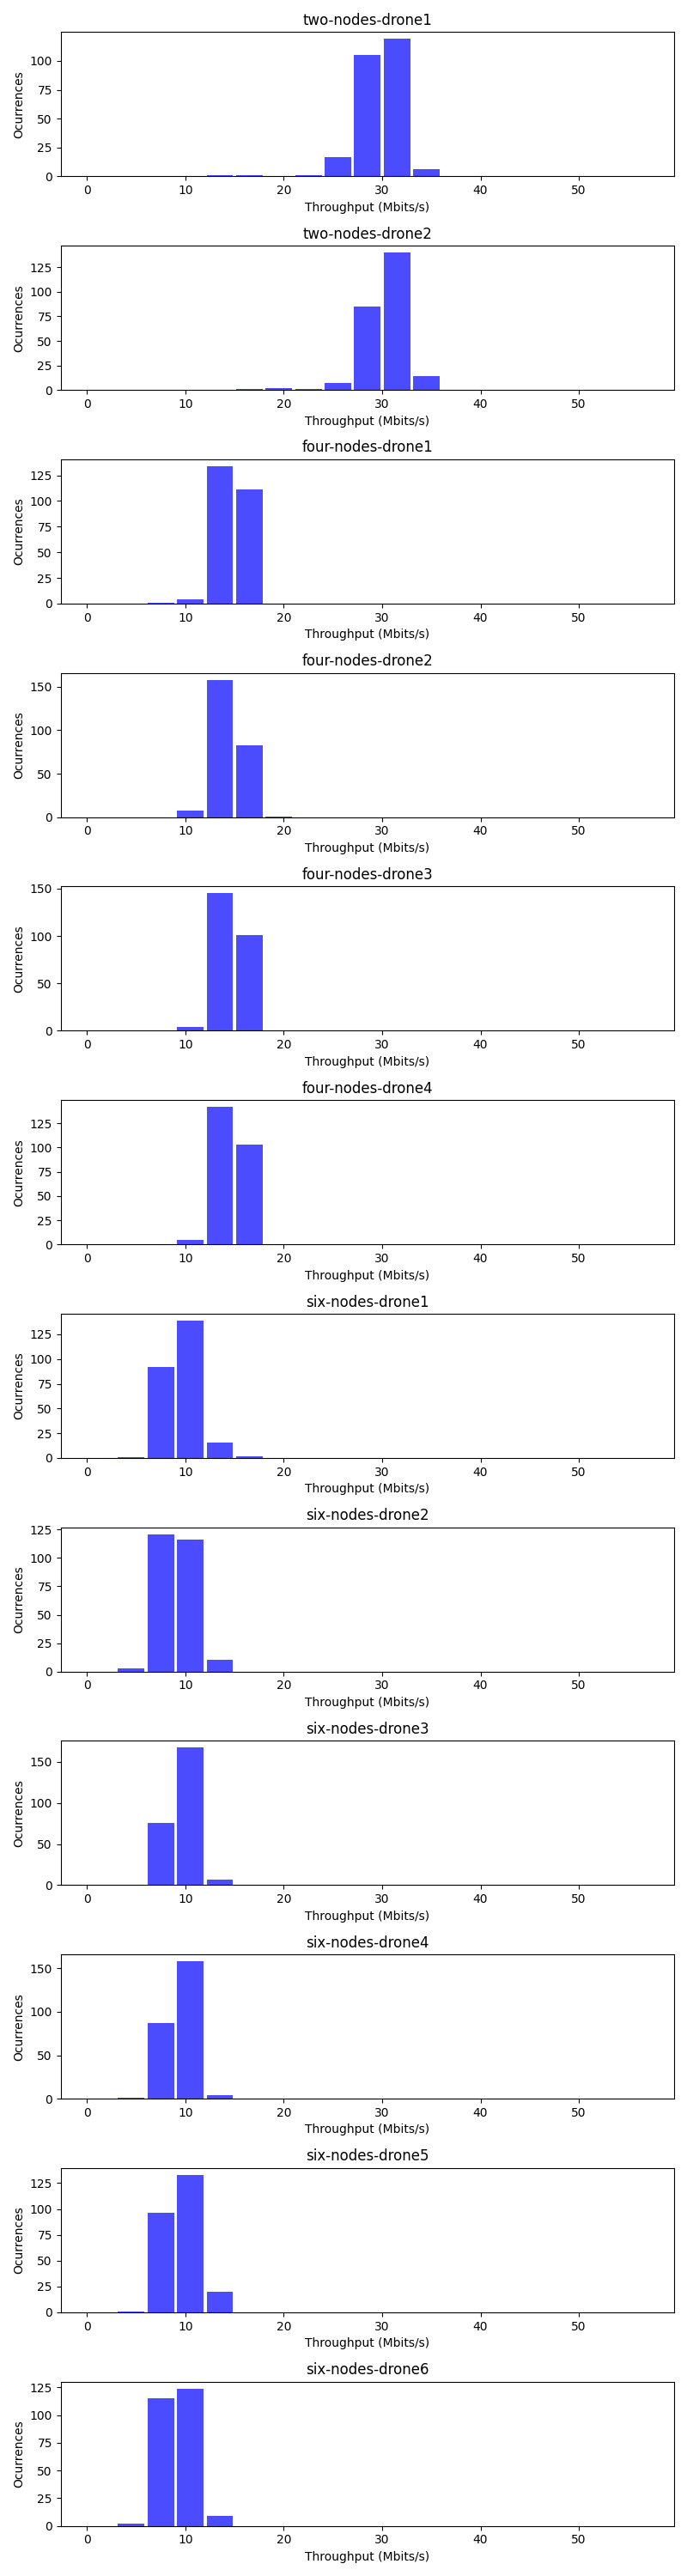 two-nodes-drone1
Ocurrences
100
75
50
25
0
0 10 20 30 40 50
Throughput (Mbits/s)
two-nodes-drone2
Ocurrences
125
100
75
50
25
0
0 10 20 30 40 50
Throughput (Mbits/s)
four-nodes-drone1
Ocurrences
125
100
75
50
25
0
0 10 20 30 40 50
Throughput (Mbits/s)
four-nodes-drone2
Ocurrences
150
100
50
0
0 10 20 30 40 50
Throughput (Mbits/s)
four-nodes-drone3
Ocurrences
150
100
50
0
0 10 20 30 40 50
Throughput (Mbits/s)
four-nodes-drone4
Ocurrences
125
100
75
50
25
0
0 10 20 30 40 50
Throughput (Mbits/s)
six-nodes-drone1
Ocurrences
125
100
75
50
25
0
0 10 20 30 40 50
Throughput (Mbits/s)
six-nodes-drone2
Ocurrences
125
100
75
50
25
0
0 10 20 30 40 50
Throughput (Mbits/s)
six-nodes-drone3
Ocurrences
150
100
50
0
0 10 20 30 40 50
Throughput (Mbits/s)
six-nodes-drone4
Ocurrences
150
100
50
0
0 10 20 30 40 50
Throughput (Mbits/s)
six-nodes-drone5
Ocurrences
125
100
75
50
25
0
0 10 20 30 40 50
Throughput (Mbits/s)
six-nodes-drone6
Ocurrences
125
100
75
50
25
0
0 10 20 30 40 50
Throughput (Mbits/s)